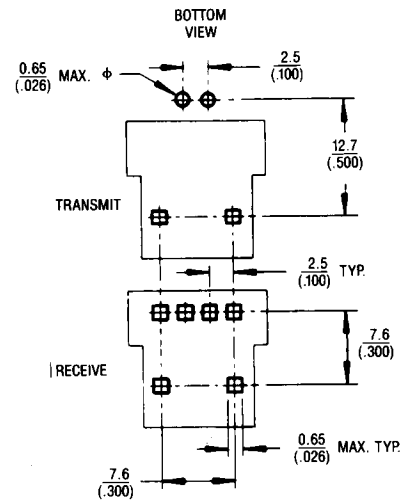 BOTTOM
VIEW
0.65
(.026)
MAX. ϕ
2.5
(.100)
12.7
(.500)
TRANSMIT
2.5
(.100)
TYP.
7.6
(.300)
RECEIVE
0.65
(.026)
MAX. TYP.
7.6
(.300)